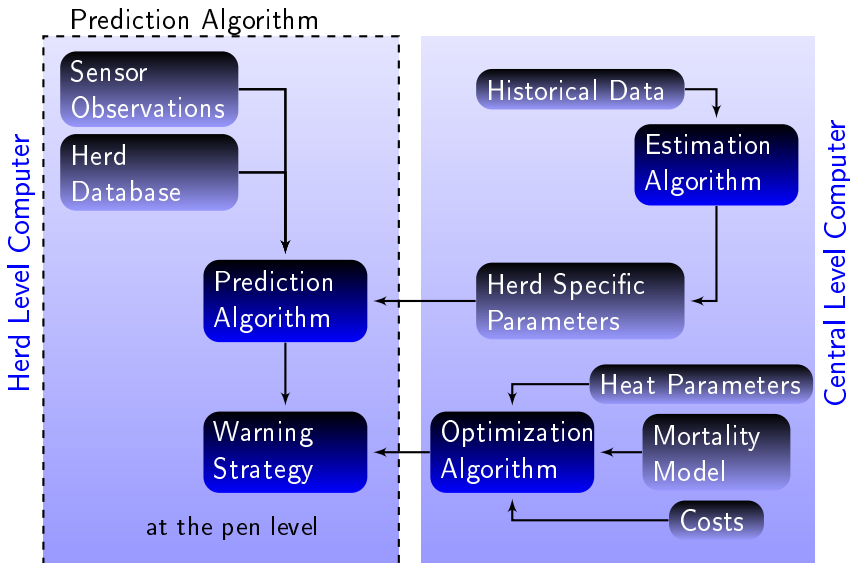 Prediction Algorithm
Herd Level Computer
Sensor
Observations
Herd
Database
Prediction
Algorithm
Warning
Strategy
at the pen level
Historical Data
Estimation
Algorithm
Herd Specific
Parameters
Heat Parameters
Optimization
Algorithm
Mortality
Model
Costs
Central Level Computer